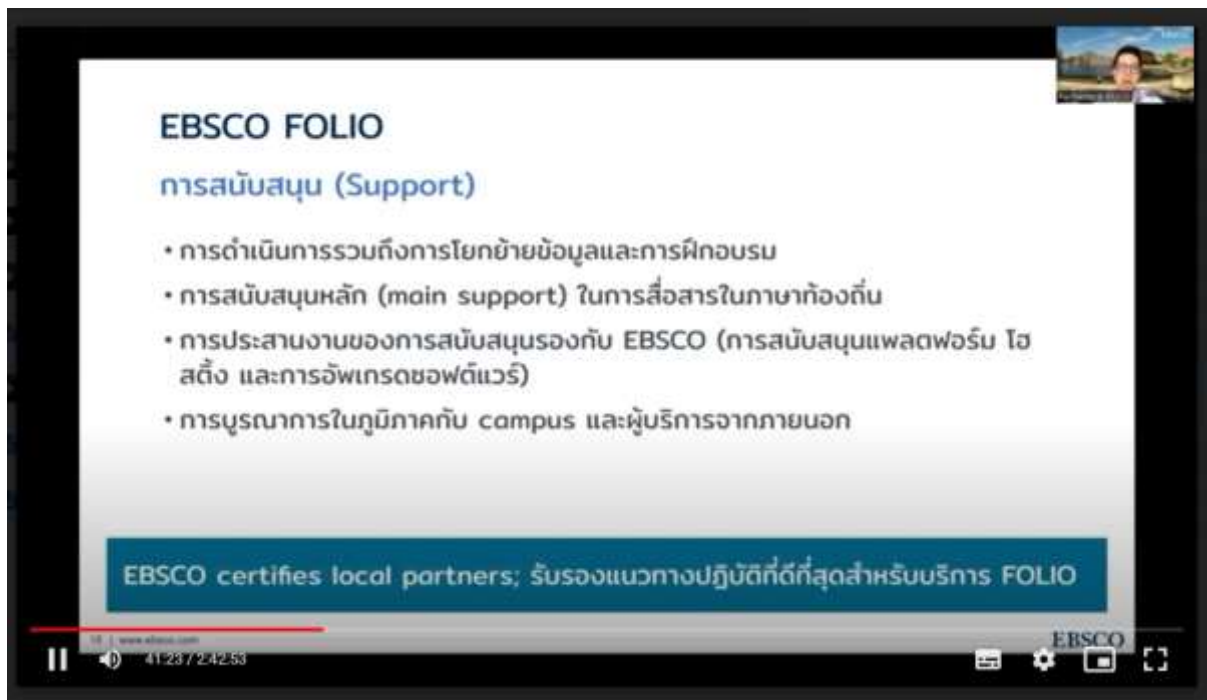 EBSCO FOLIO
การสนับสนุน (Support)
• การดำเนินการรวมถึงการโยกย้ายข้อมูลและการฝึกอบรม
• การสนับสนุนหลัก (main support) ในการสื่อสารในภาษาท้องถิ่น
• การประสานงานของการสนับสนุนรองกับ EBSCO (การสนับสนุนแพลตฟอร์ม โฮ
สติ้ง และการอัพเกรดซอฟต์แวร์)
• การบูรณาการในภูมิภาคกับ campus และผู้บริการจากภายนอก
EBSCO certifies local partners; รับรองแนวทางปฏิบัติที่ดีที่สุดสำหรับบริการ FOLIO
| www.ebsco.com
EBSCO
41:23 / 2:42:53